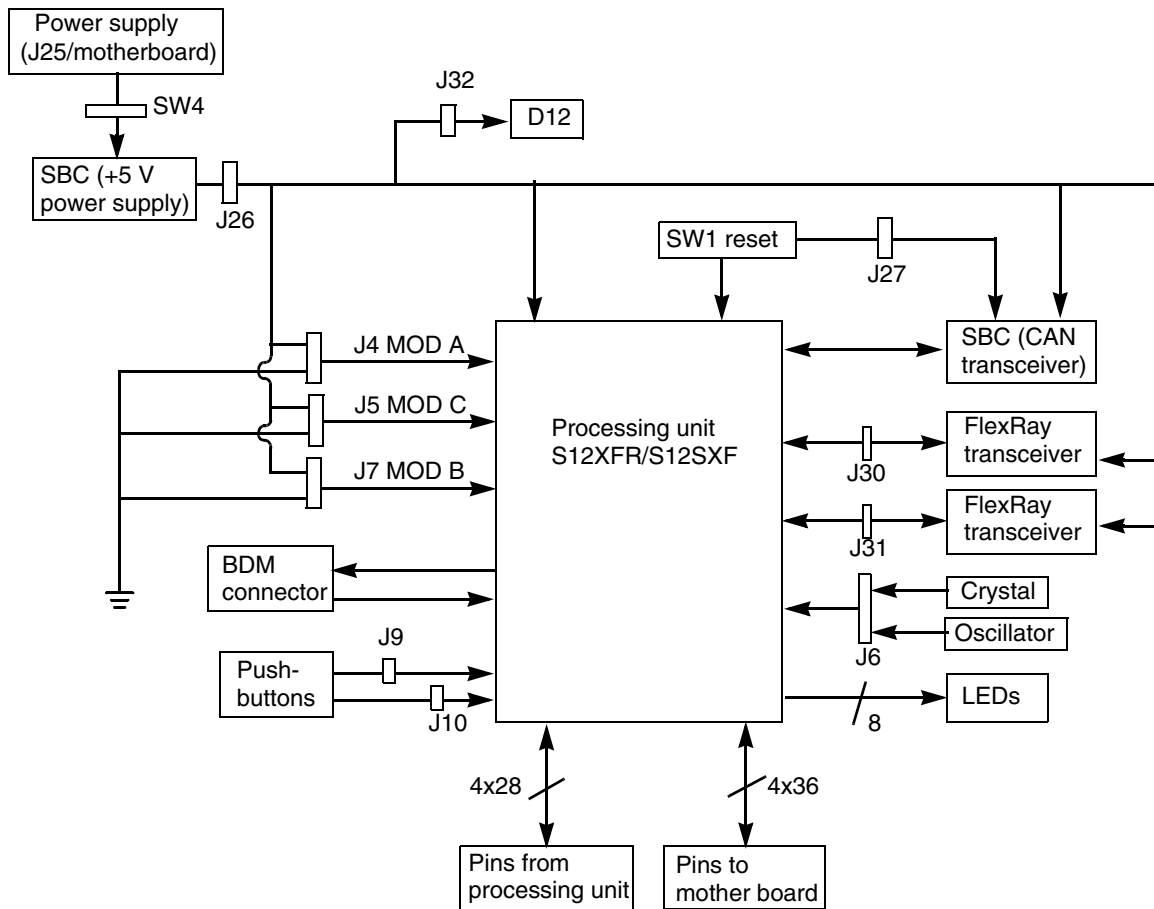 Power supply
(J25/motherboard)
SW4
J32
D12
SBC (+5 V
power supply)
J26
SW1 reset
J27
SBC (CAN
transceiver)
J4 MOD A
J5 MOD C
J7 MOD B
Processing unit
S12XFR/S12SXF
FlexRay
transceiver
J30
FlexRay
transceiver
J31
BDM
connector
Crystal
Oscillator
J6
J9
Push-
buttons
J10
LEDs
8
4x28
4x36
Pins from
processing unit
Pins to
mother board